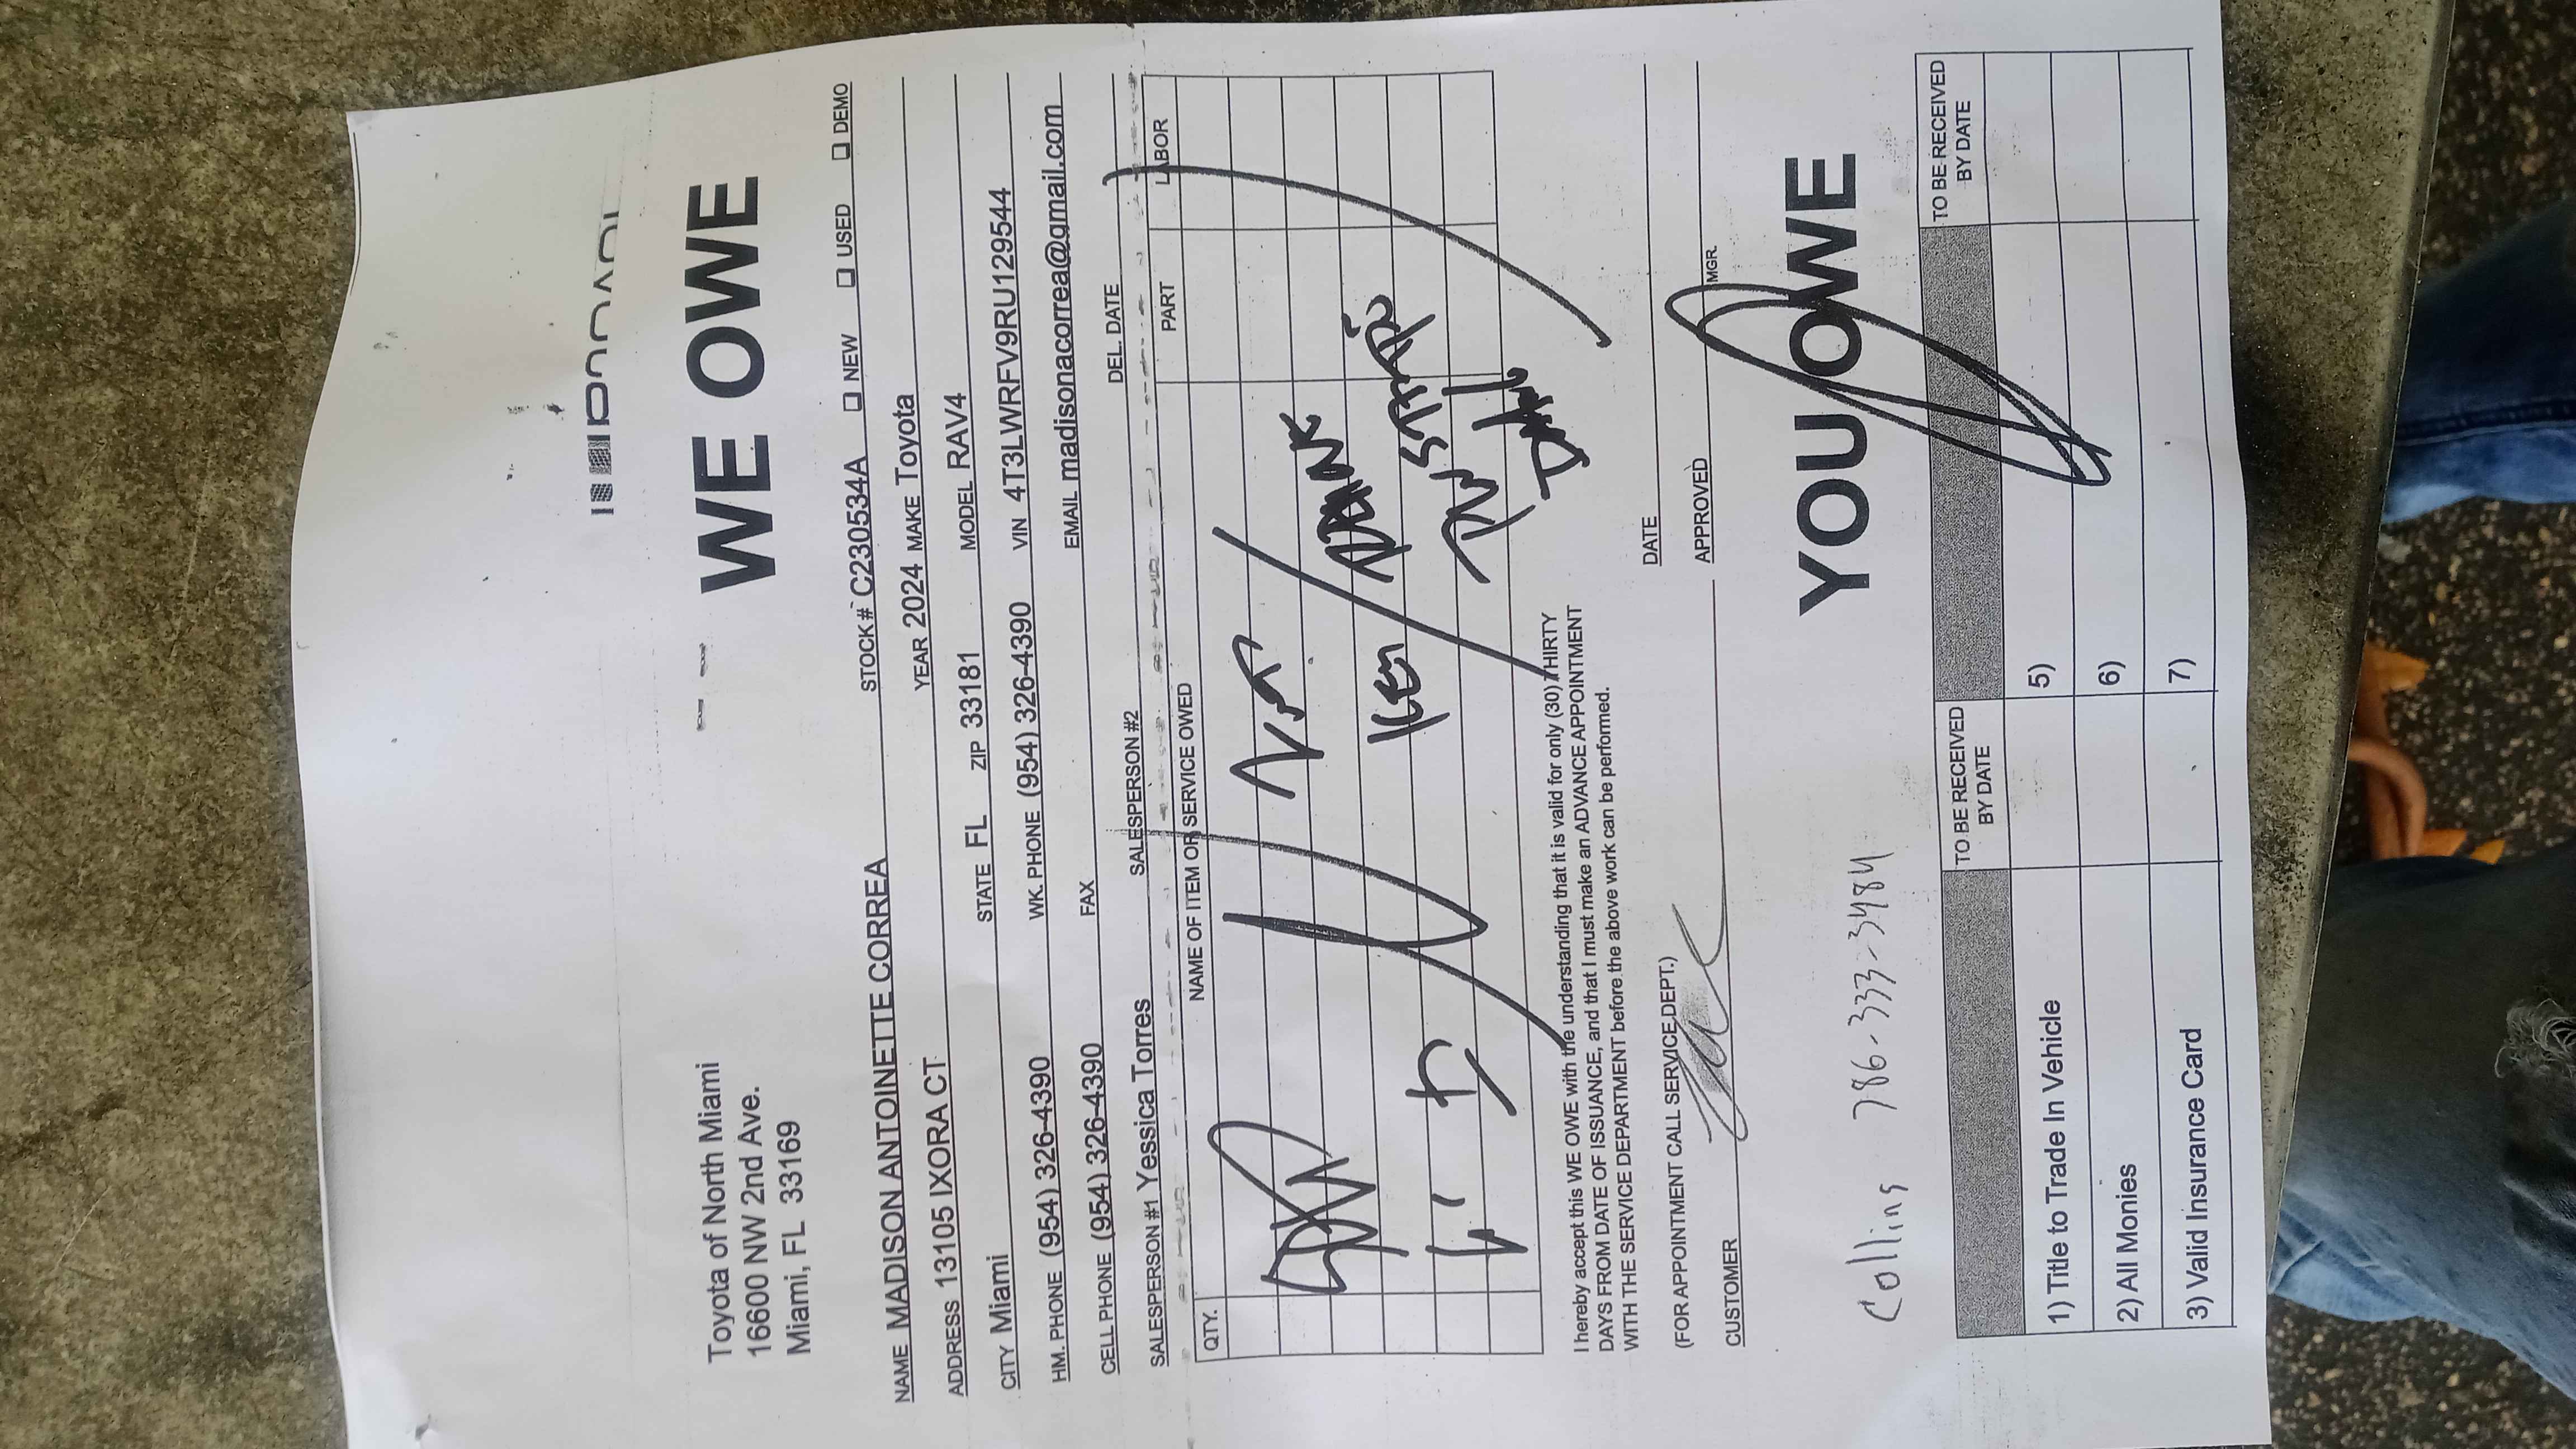 Toyota of North Miami
16600 NW 2nd Ave.
Miami, FL 33169
WE OWE
STOCK# C230534A ☐ NEW ☐ USED ☐ DEMO
NAME MADISON ANTOINETTE CORREA
YEAR 2024 MAKE Toyota
ADDRESS 13105 IXORA CT
MODEL RAV4
CITY Miami STATE FL ZIP 33181
VIN 4T3LWRFV9RU129544
HM. PHONE (954) 326-4390 WK. PHONE (954) 326-4390
EMAIL madisonacorrea@gmail.com
CELL PHONE (954) 326-4390 FAX
DEL. DATE
SALESPERSON #1 Yessica Torres SALESPERSON #2
QTY. NAME OF ITEM OR SERVICE OWED PART LABOR
I hereby accept this WE OWE with the understanding that it is valid for only (30) THIRTY
DAYS FROM DATE OF ISSUANCE, and that I must make an ADVANCE APPOINTMENT
WITH THE SERVICE DEPARTMENT before the above work can be performed.
DATE
(FOR APPOINTMENT CALL SERVICE DEPT.)
CUSTOMER APPROVED MGR.
YOU OWE
Collins 786-333-3484
TO BE RECEIVED BY DATE TO BE RECEIVED BY DATE
1) Title to Trade In Vehicle 5)
2) All Monies 6)
3) Valid Insurance Card 7)